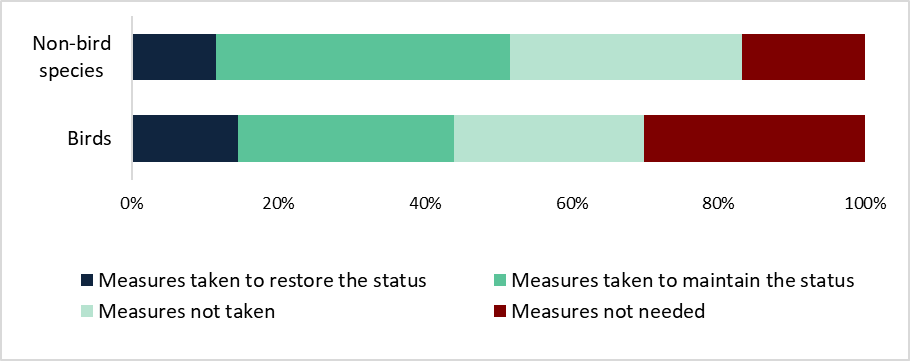 Non-bird
species
Birds
0% 20% 40% 60% 80% 100%
Measures taken to restore the status Measures taken to maintain the status
Measures not taken Measures not needed